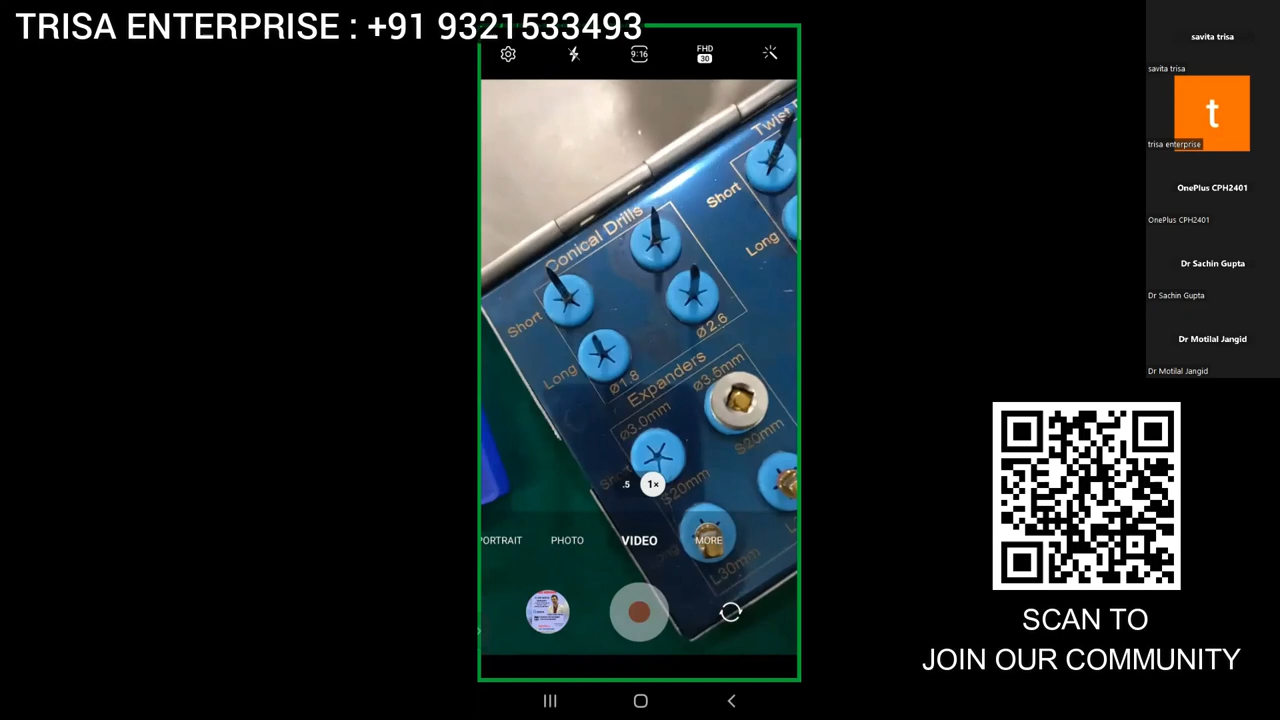 TRISA ENTERPRISE : +91 9321533493
9:16
FHD
30
Twist
Short
Long
Conical Drills
Short
Long
Ø1.8
Ø2.6
Expanders
Ø3.0mm
Ø3.5mm
S20mm
S20mm
L30mm
.5
1×
PORTRAIT
PHOTO
VIDEO
MORE
savita trisa
savita trisa
t
trisa enterprise
OnePlus CPH2401
OnePlus CPH2401
Dr Sachin Gupta
Dr Sachin Gupta
Dr Motilal Jangid
Dr Motilal Jangid
SCAN TO
JOIN OUR COMMUNITY